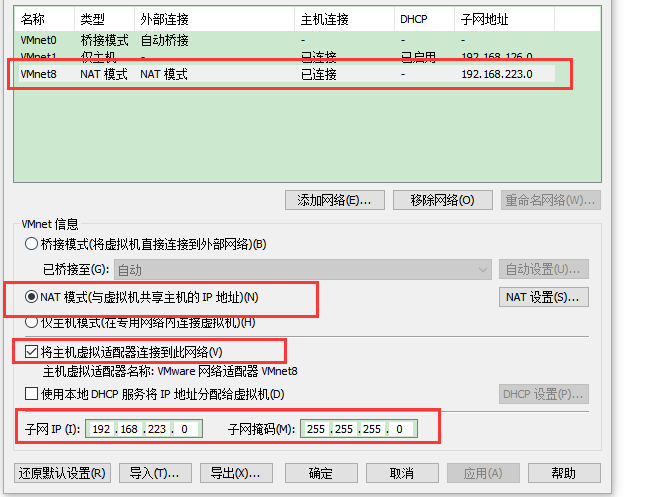 名称 类型 外部连接 主机连接 DHCP 子网地址
VMnet0 桥接模式 自动桥接 - - -
VMnet1 仅主机... - 已连接 已启用 192.168.126.0
VMnet8 NAT 模式 NAT 模式 已连接 - 192.168.223.0
添加网络(E)... 移除网络(O) 重命名网络(W)...
VMnet 信息
桥接模式(将虚拟机直接连接到外部网络)(B)
已桥接至(G): 自动 自动设置(U)...
NAT 模式(与虚拟机共享主机的 IP 地址)(N) NAT 设置(S)...
仅主机模式(在专用网络内连接虚拟机)(H)
将主机虚拟适配器连接到此网络(V)
主机虚拟适配器名称: VMware 网络适配器 VMnet8
使用本地 DHCP 服务将 IP 地址分配给虚拟机(D) DHCP 设置(P)...
子网 IP (I): 192 . 168 . 223 . 0 子网掩码(M): 255 . 255 . 255 . 0
还原默认设置(R) 导入(T)... 导出(X)... 确定 取消 应用(A) 帮助